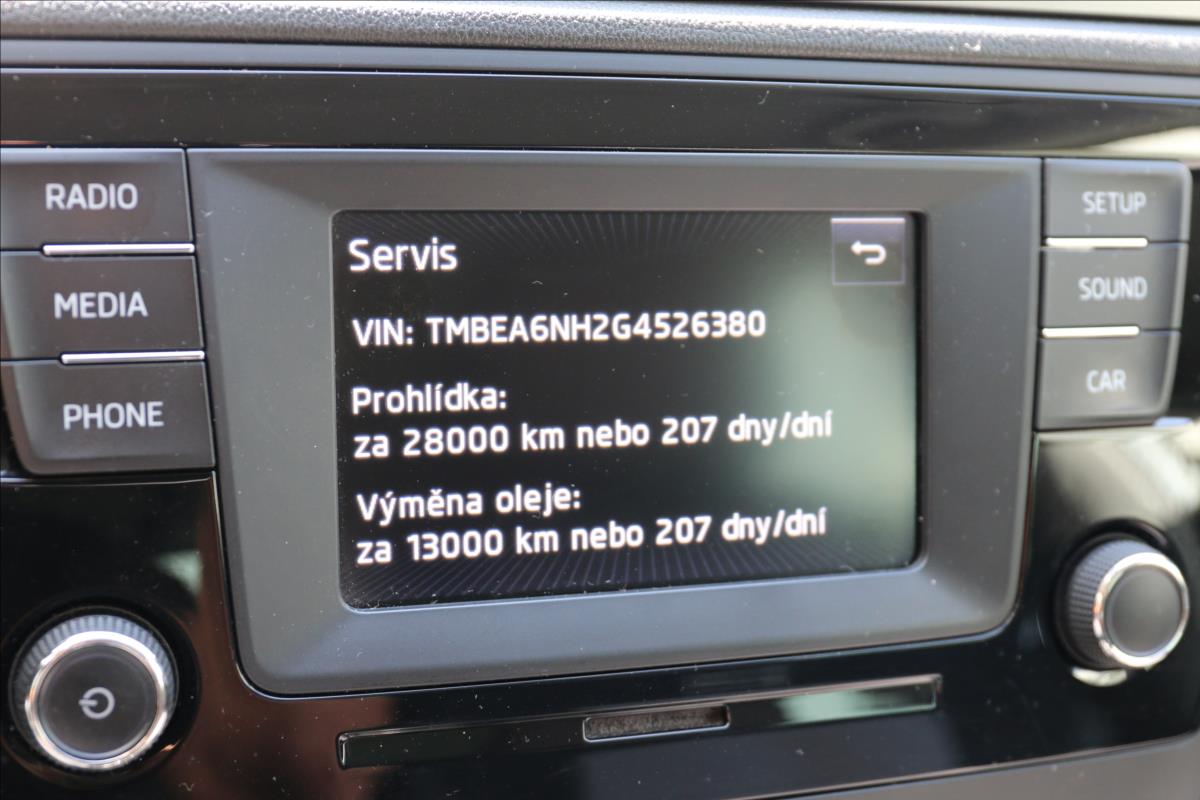 RADIO
MEDIA
PHONE
Servis
VIN: TMBEA6NH2G4526380
Prohlídka:
za 28000 km nebo 207 dny/dní
Výměna oleje:
za 13000 km nebo 207 dny/dní
SETUP
SOUND
CAR